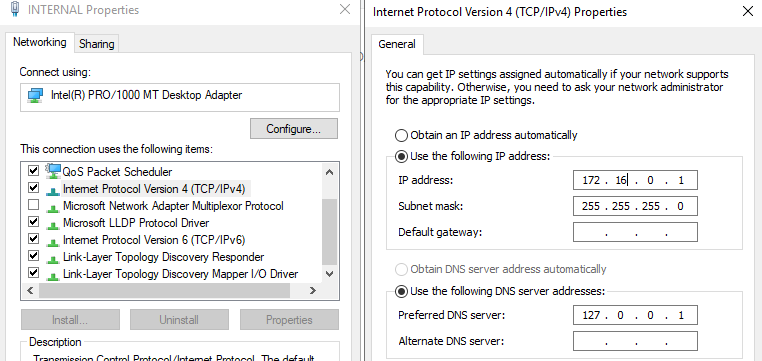 INTERNAL Properties
Networking
Sharing
Connect using:
Intel(R) PRO/1000 MT Desktop Adapter
Configure...
This connection uses the following items:
QoS Packet Scheduler
Internet Protocol Version 4 (TCP/IPv4)
Microsoft Network Adapter Multiplexor Protocol
Microsoft LLDP Protocol Driver
Internet Protocol Version 6 (TCP/IPv6)
Link-Layer Topology Discovery Responder
Link-Layer Topology Discovery Mapper I/O Driver
Install...
Uninstall
Properties
Description
Transmission Control Protocol/Internet Protocol. The default
Internet Protocol Version 4 (TCP/IPv4) Properties
General
You can get IP settings assigned automatically if your network supports
this capability. Otherwise, you need to ask your network administrator
for the appropriate IP settings.
Obtain an IP address automatically
Use the following IP address:
IP address: 172 . 16 . 0 . 1
Subnet mask: 255 . 255 . 255 . 0
Default gateway: . . .
Obtain DNS server address automatically
Use the following DNS server addresses:
Preferred DNS server: 127 . 0 . 0 . 1
Alternate DNS server: . . .